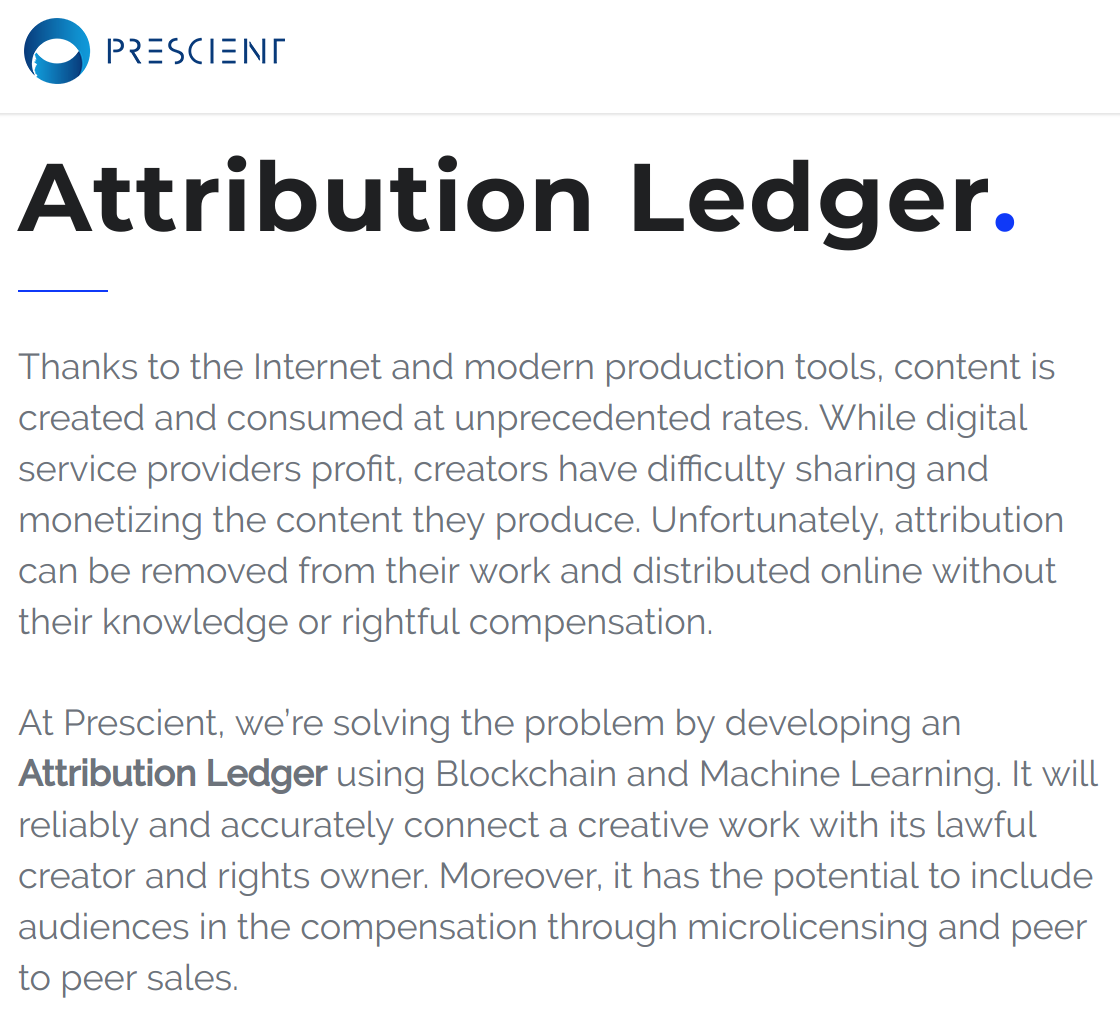 PRESCIENT
Attribution Ledger.
Thanks to the Internet and modern production tools, content is
created and consumed at unprecedented rates. While digital
service providers profit, creators have difficulty sharing and
monetizing the content they produce. Unfortunately, attribution
can be removed from their work and distributed online without
their knowledge or rightful compensation.
At Prescient, we’re solving the problem by developing an
Attribution Ledger using Blockchain and Machine Learning. It will
reliably and accurately connect a creative work with its lawful
creator and rights owner. Moreover, it has the potential to include
audiences in the compensation through microlicensing and peer
to peer sales.